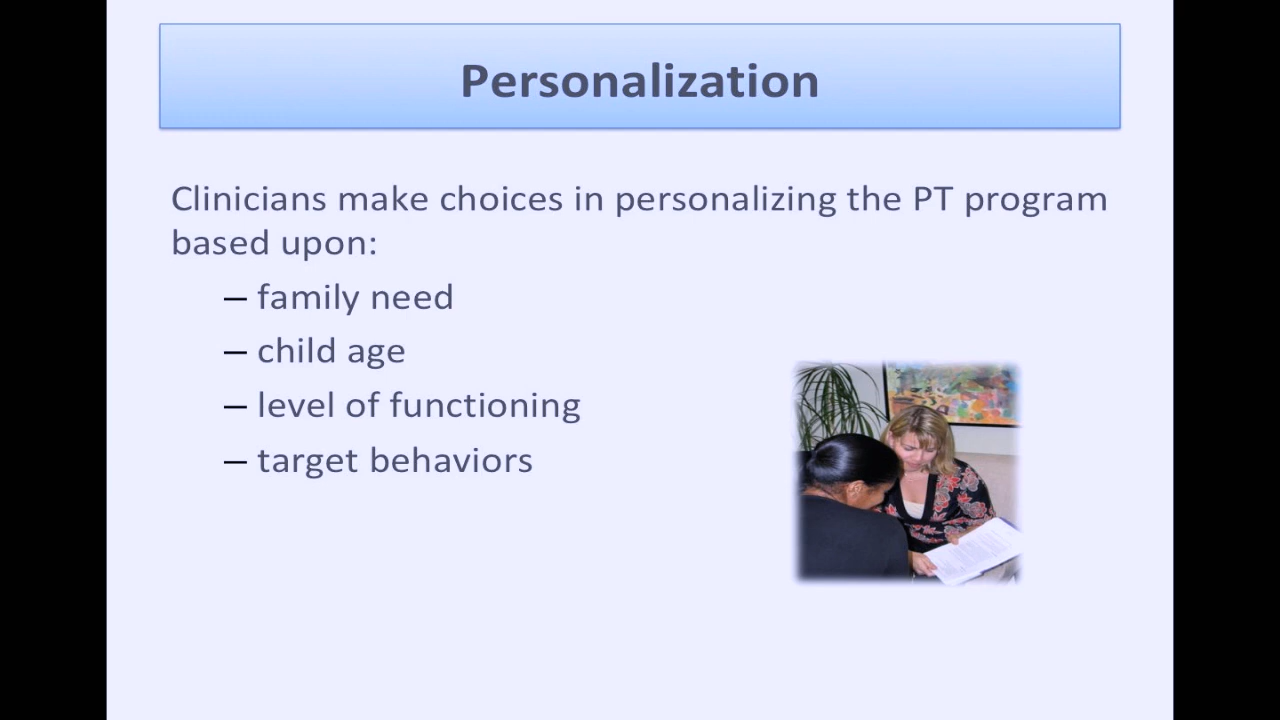 Personalization
Clinicians make choices in personalizing the PT program
based upon:
– family need
– child age
– level of functioning
– target behaviors